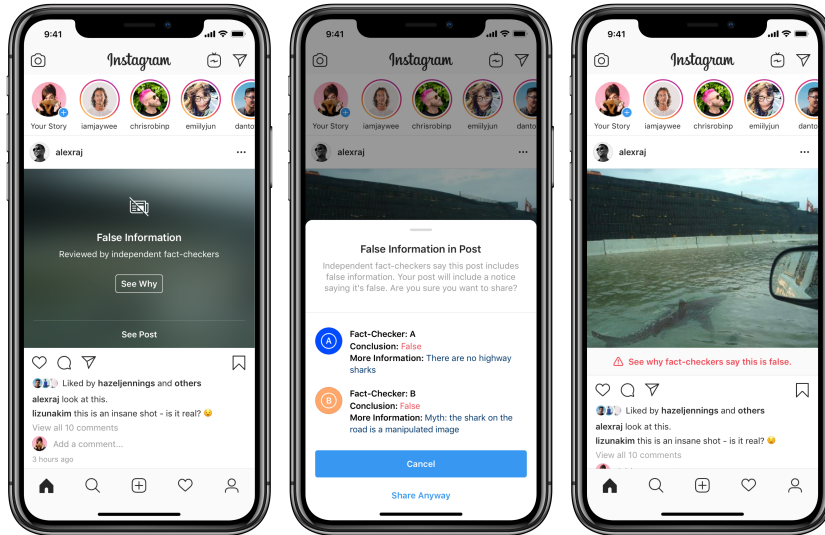 9:41
Instagram
Your Story
iamjaywee
chrisrobinp
emiilyjun
danto
alexraj
False Information
Reviewed by independent fact-checkers
See Why
See Post
Liked by hazeljennings and others
alexraj look at this.
lizunakim this is an insane shot - is it real? 😉
View all 10 comments
Add a comment...
3 hours ago
9:41
Instagram
Your Story
iamjaywee
chrisrobinp
emiilyjun
danto
alexraj
False Information in Post
Independent fact-checkers say this post includes
false information. Your post will include a notice
saying it's false. Are you sure you want to share?
A
Fact-Checker: A
Conclusion: False
More Information: There are no highway
sharks
B
Fact-Checker: B
Conclusion: False
More Information: Myth: the shark on the
road is a manipulated image
Cancel
Share Anyway
9:41
Instagram
Your Story
iamjaywee
chrisrobinp
emiilyjun
danto
alexraj
See why fact-checkers say this is false.
Liked by hazeljennings and others
alexraj look at this.
lizunakim this is an insane shot - is it real? 😉
View all 10 comments